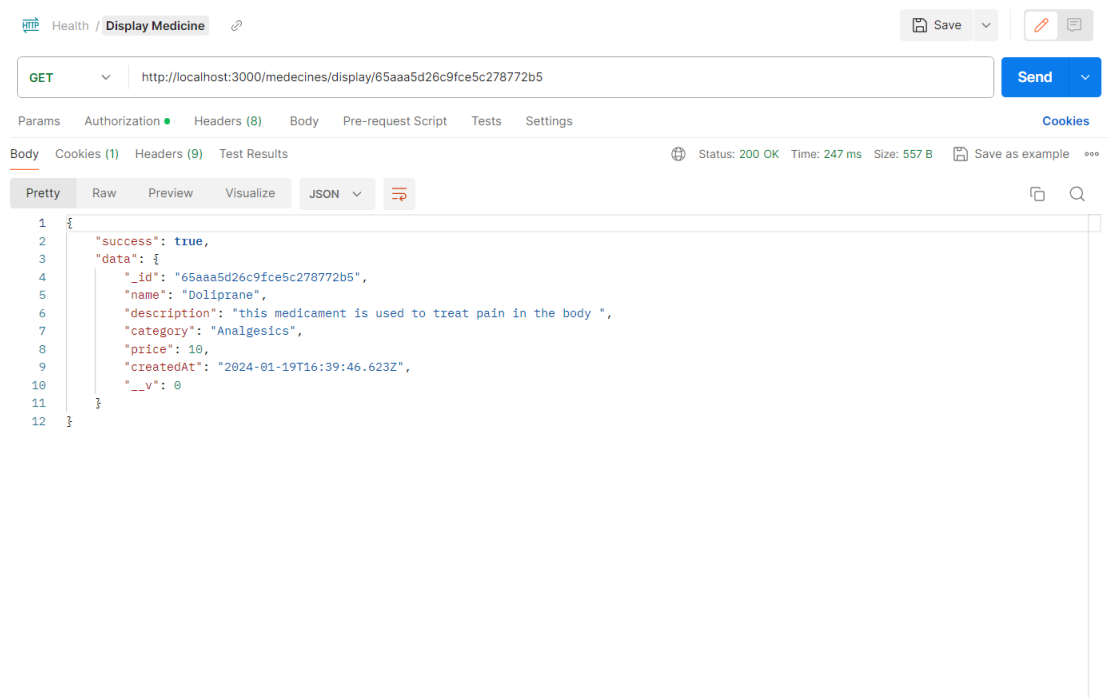 HTTP Health / Display Medicine Save
GET http://localhost:3000/medecines/display/65aaa5d26c9fce5c278772b5 Send
Params Authorization Headers (8) Body Pre-request Script Tests Settings Cookies
Body Cookies (1) Headers (9) Test Results Status: 200 OK Time: 247 ms Size: 557 B Save as example
Pretty Raw Preview Visualize JSON
1 {
2 "success": true,
3 "data": {
4 "_id": "65aaa5d26c9fce5c278772b5",
5 "name": "Doliprane",
6 "description": "this medicament is used to treat pain in the body ",
7 "category": "Analgesics",
8 "price": 10,
9 "createdAt": "2024-01-19T16:39:46.623Z",
10 "__v": 0
11 }
12 }